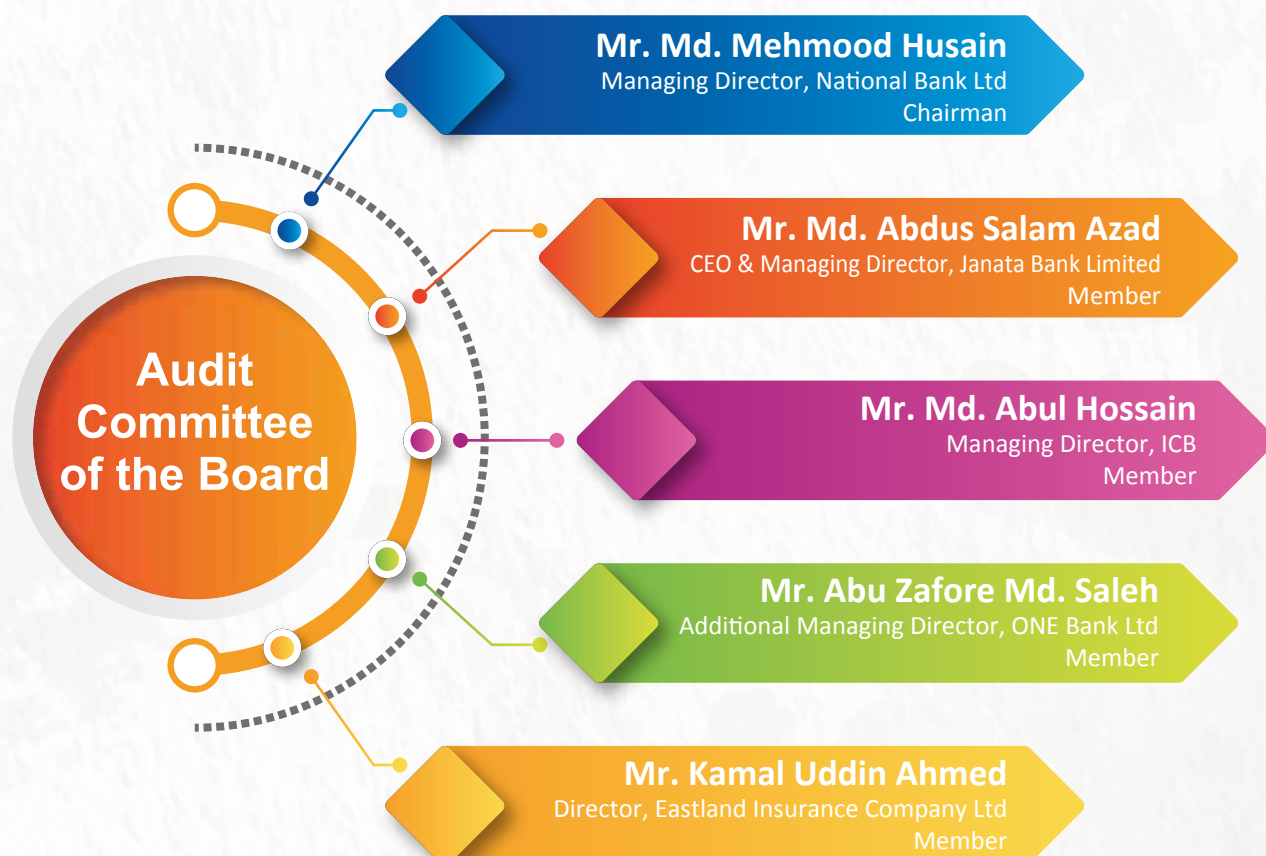 Audit
Committee
of the Board
Mr. Md. Mehmood Husain
Managing Director, National Bank Ltd
Chairman
Mr. Md. Abdus Salam Azad
CEO & Managing Director, Janata Bank Limited
Member
Mr. Md. Abul Hossain
Managing Director, ICB
Member
Mr. Abu Zafore Md. Saleh
Additional Managing Director, ONE Bank Ltd
Member
Mr. Kamal Uddin Ahmed
Director, Eastland Insurance Company Ltd
Member